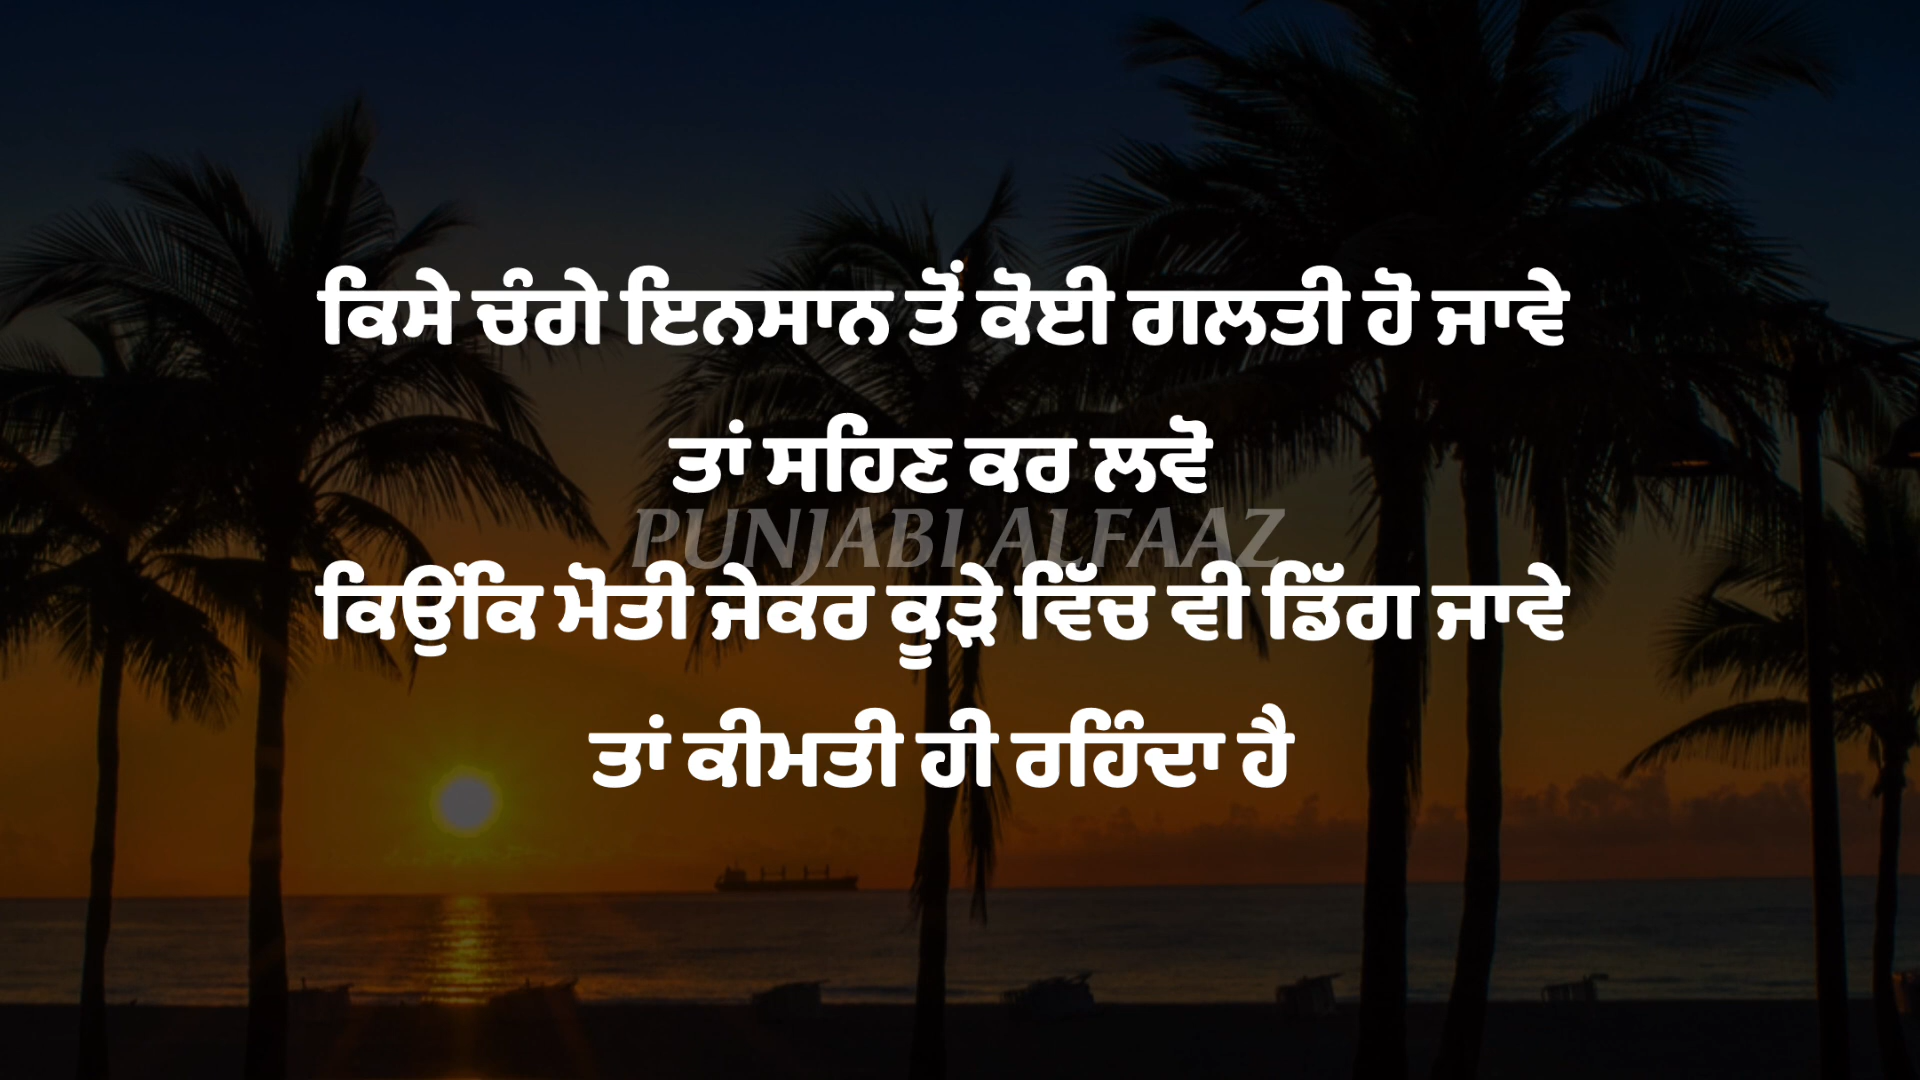 ਕਿਸੇ ਚੰਗੇ ਇਨਸਾਨ ਤੋਂ ਕੋਈ ਗਲਤੀ ਹੋ ਜਾਵੇ
ਤਾਂ ਸਹਿਣ ਕਰ ਲਵੋ
PUNJABI ALFAAZ
ਕਿਉਂਕਿ ਮੋਤੀ ਜੇਕਰ ਕੂੜੇ ਵਿੱਚ ਵੀ ਡਿੱਗ ਜਾਵੇ
ਤਾਂ ਕੀਮਤੀ ਹੀ ਰਹਿੰਦਾ ਹੈ